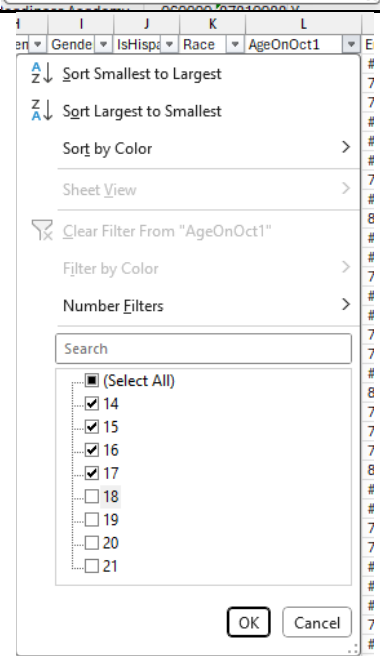 H I J K L
en Gende IsHispa Race AgeOnOct1 E
Sort Smallest to Largest
Sort Largest to Smallest
Sort by Color
Sheet View
Clear Filter From "AgeOnOct1"
Filter by Color
Number Filters
Search
(Select All)
14
15
16
17
18
19
20
21
OK Cancel